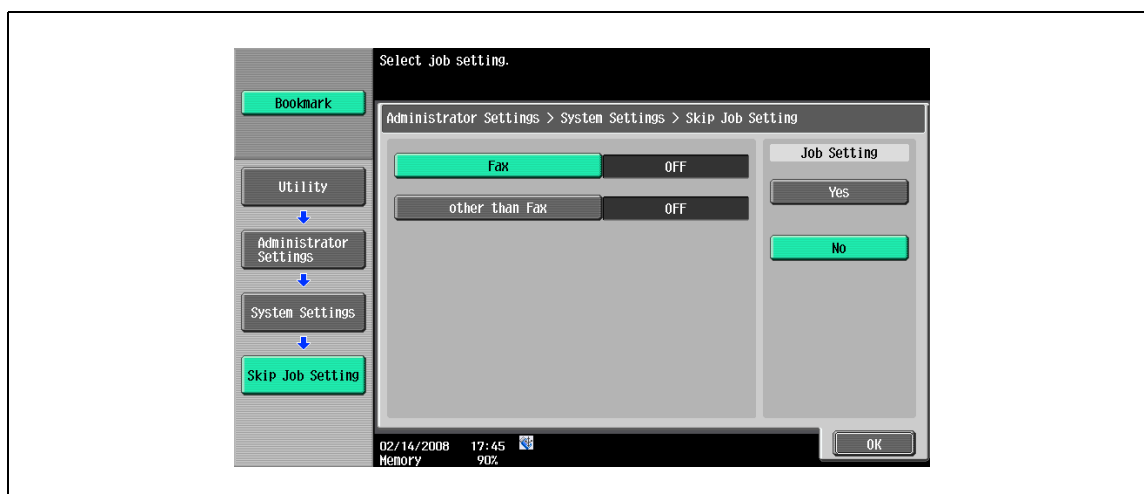 Select job setting.
Bookmark
Administrator Settings > System Settings > Skip Job Setting
Utility
Administrator
Settings
System Settings
Skip Job Setting
Fax OFF
other than Fax OFF
Job Setting
Yes
No
02/14/2008 17:45
Memory 90%
OK